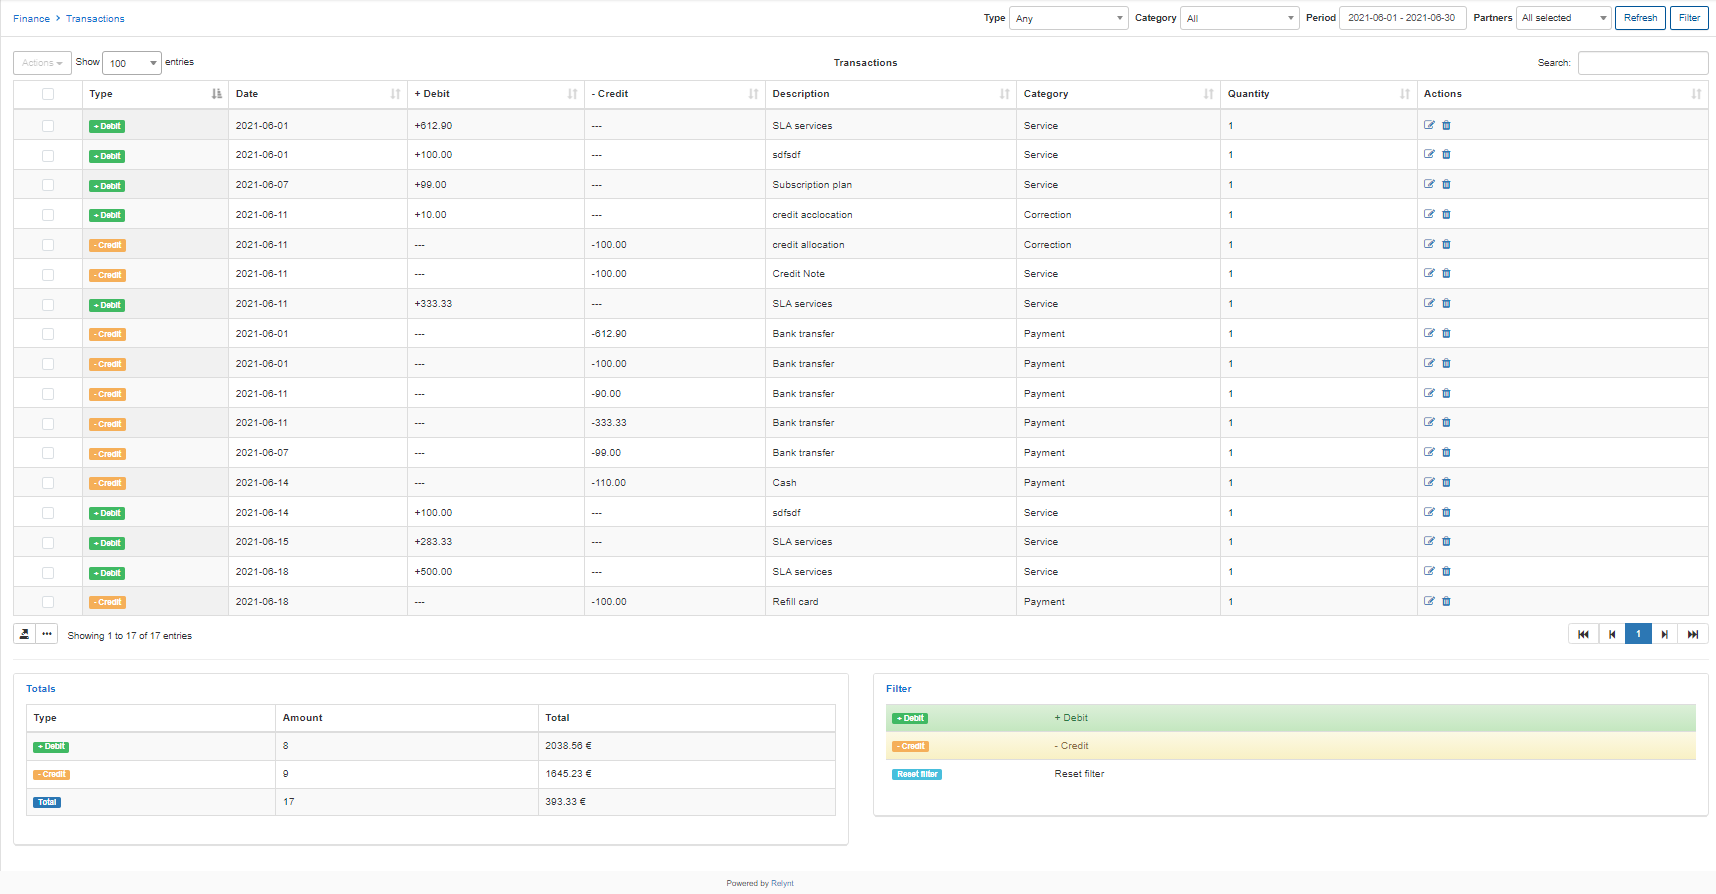 Finance > Transactions Type Any Category All Period 2021-06-01 - 2021-06-30 Partners All selected Refresh Filter
Actions Show 100 entries Transactions Search:
Type Date + Debit - Credit Description Category Quantity Actions
+ Debit 2021-06-01 +612.90 --- SLA services Service 1
+ Debit 2021-06-01 +100.00 --- sdfsdf Service 1
+ Debit 2021-06-07 +99.00 --- Subscription plan Service 1
+ Debit 2021-06-11 +10.00 --- credit acclocation Correction 1
- Credit 2021-06-11 --- -100.00 credit allocation Correction 1
- Credit 2021-06-11 --- -100.00 Credit Note Service 1
+ Debit 2021-06-11 +333.33 --- SLA services Service 1
- Credit 2021-06-01 --- -612.90 Bank transfer Payment 1
- Credit 2021-06-01 --- -100.00 Bank transfer Payment 1
- Credit 2021-06-11 --- -90.00 Bank transfer Payment 1
- Credit 2021-06-11 --- -333.33 Bank transfer Payment 1
- Credit 2021-06-07 --- -99.00 Bank transfer Payment 1
- Credit 2021-06-14 --- -110.00 Cash Payment 1
+ Debit 2021-06-14 +100.00 --- sdfsdf Service 1
+ Debit 2021-06-15 +283.33 --- SLA services Service 1
+ Debit 2021-06-18 +500.00 --- SLA services Service 1
- Credit 2021-06-18 --- -100.00 Refill card Payment 1
Showing 1 to 17 of 17 entries 1
Totals
Type Amount Total
+ Debit 8 2038.56 €
- Credit 9 1645.23 €
Total 17 393.33 €
Filter
+ Debit + Debit
- Credit - Credit
Reset filter Reset filter
Powered by Relynt